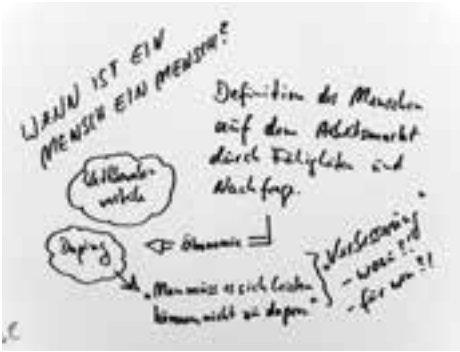 WANN IST EIN
MENSCH EIN MENSCH?
Definition des Menschen
auf dem Arbeitsmarkt
durch Fähigkeiten und
Nachfrage.
Doping
Ökonomie
„Man muss es sich leisten
können, nicht zu dopen"
„Verbesserung"
- wozu?!
- für wen?!